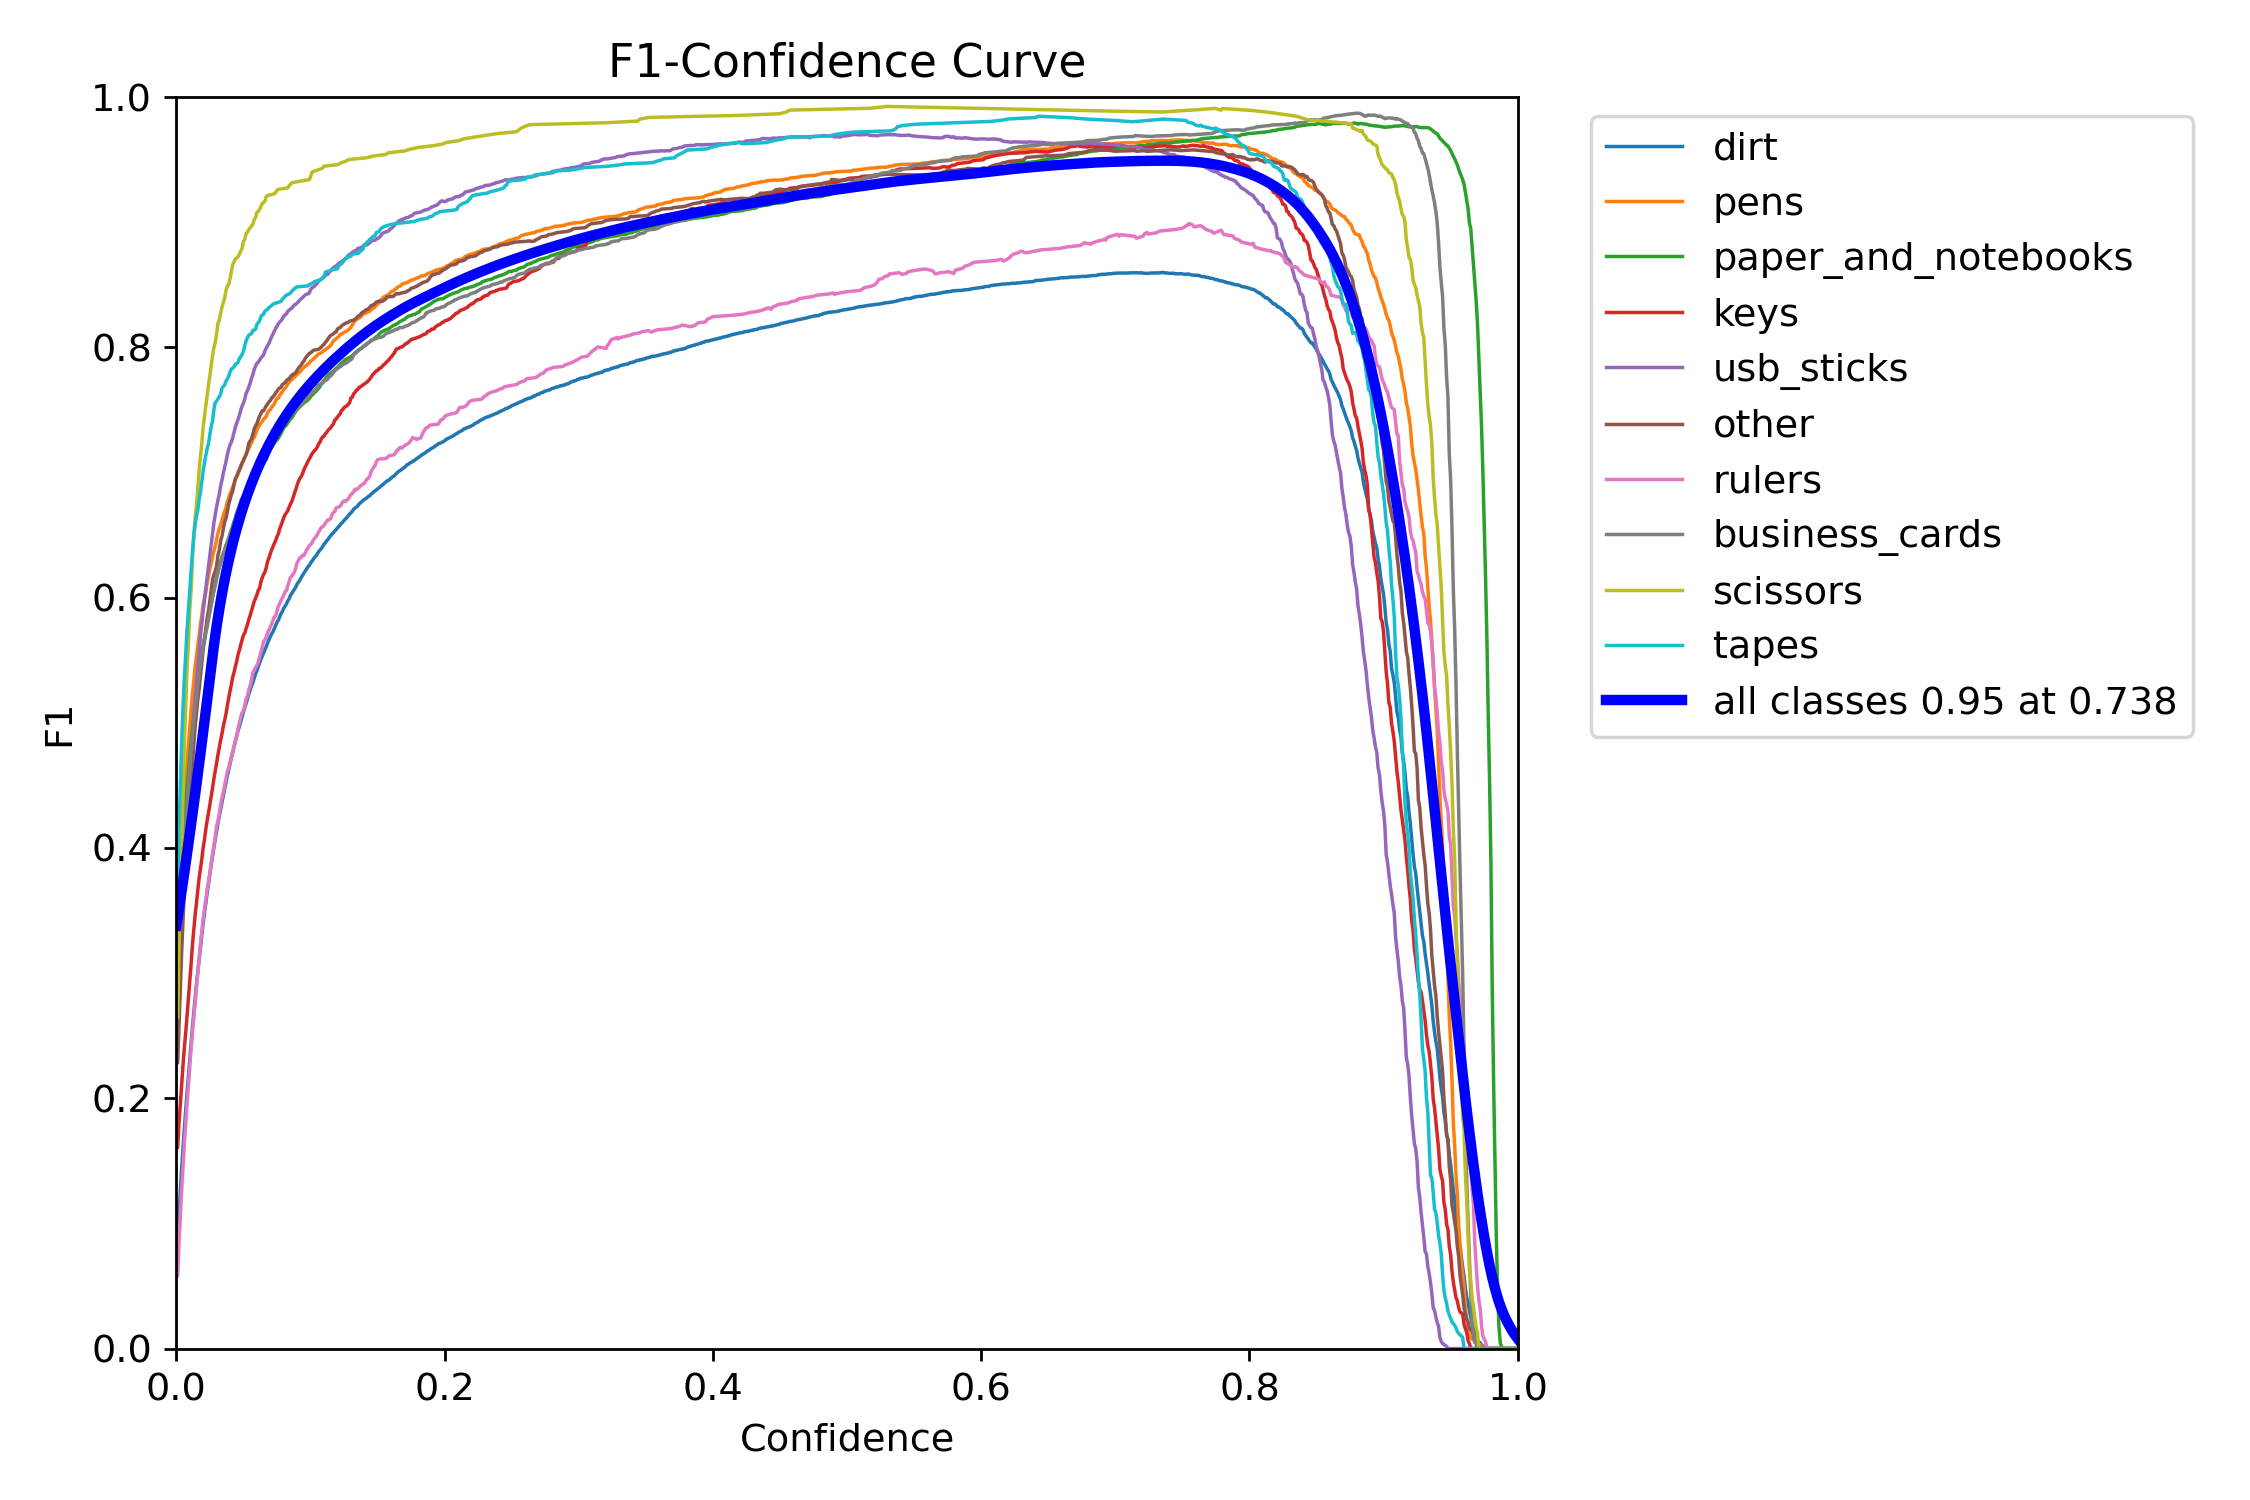 F1-Confidence Curve
F1
1.0
0.8
0.6
0.4
0.2
0.0
0.0 0.2 0.4 0.6 0.8 1.0
Confidence
dirt
pens
paper_and_notebooks
keys
usb_sticks
other
rulers
business_cards
scissors
tapes
all classes 0.95 at 0.738